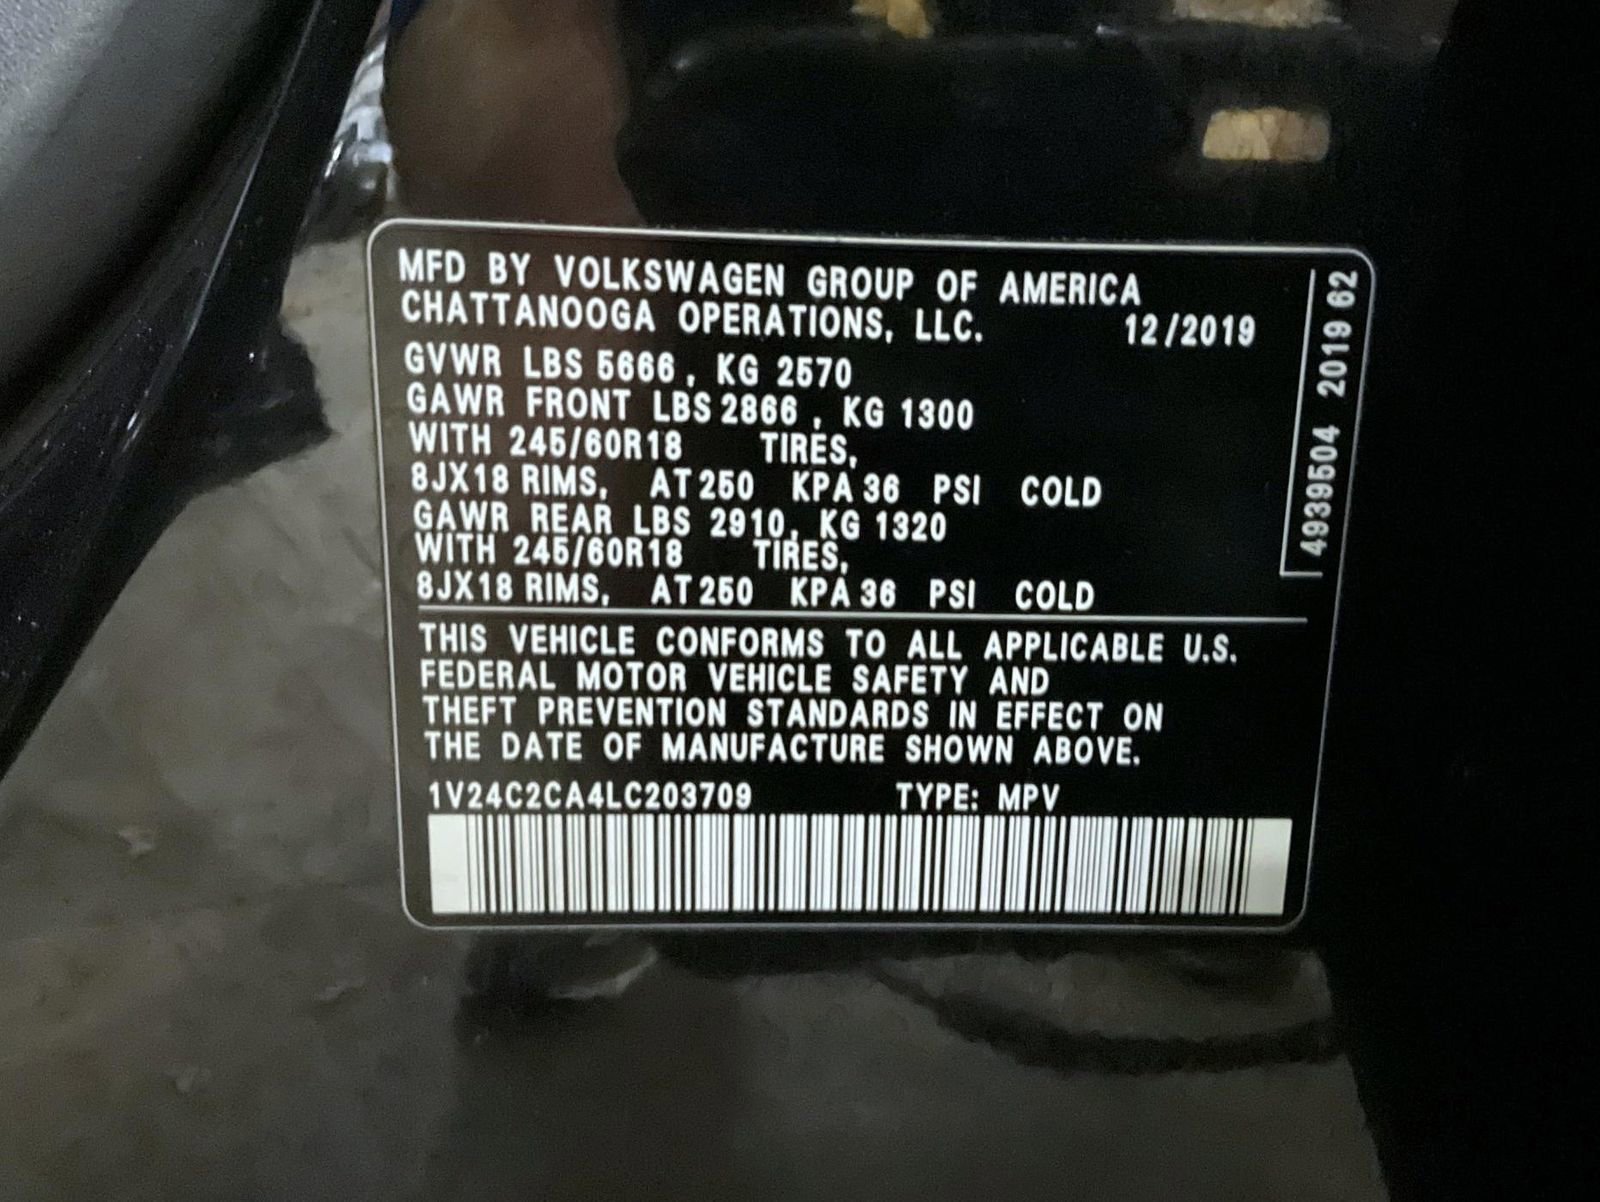 MFD BY VOLKSWAGEN GROUP OF AMERICA
CHATTANOOGA OPERATIONS, LLC. 12/2019
GVWR LBS 5666, KG 2570
GAWR FRONT LBS 2866, KG 1300
WITH 245/60R18 TIRES,
8JX18 RIMS, AT 250 KPA 36 PSI COLD
GAWR REAR LBS 2910, KG 1320
WITH 245/60R18 TIRES,
8JX18 RIMS, AT 250 KPA 36 PSI COLD
THIS VEHICLE CONFORMS TO ALL APPLICABLE U.S.
FEDERAL MOTOR VEHICLE SAFETY AND
THEFT PREVENTION STANDARDS IN EFFECT ON
THE DATE OF MANUFACTURE SHOWN ABOVE.
1V24C2CA4LC203709 TYPE: MPV
4939504 2019 62